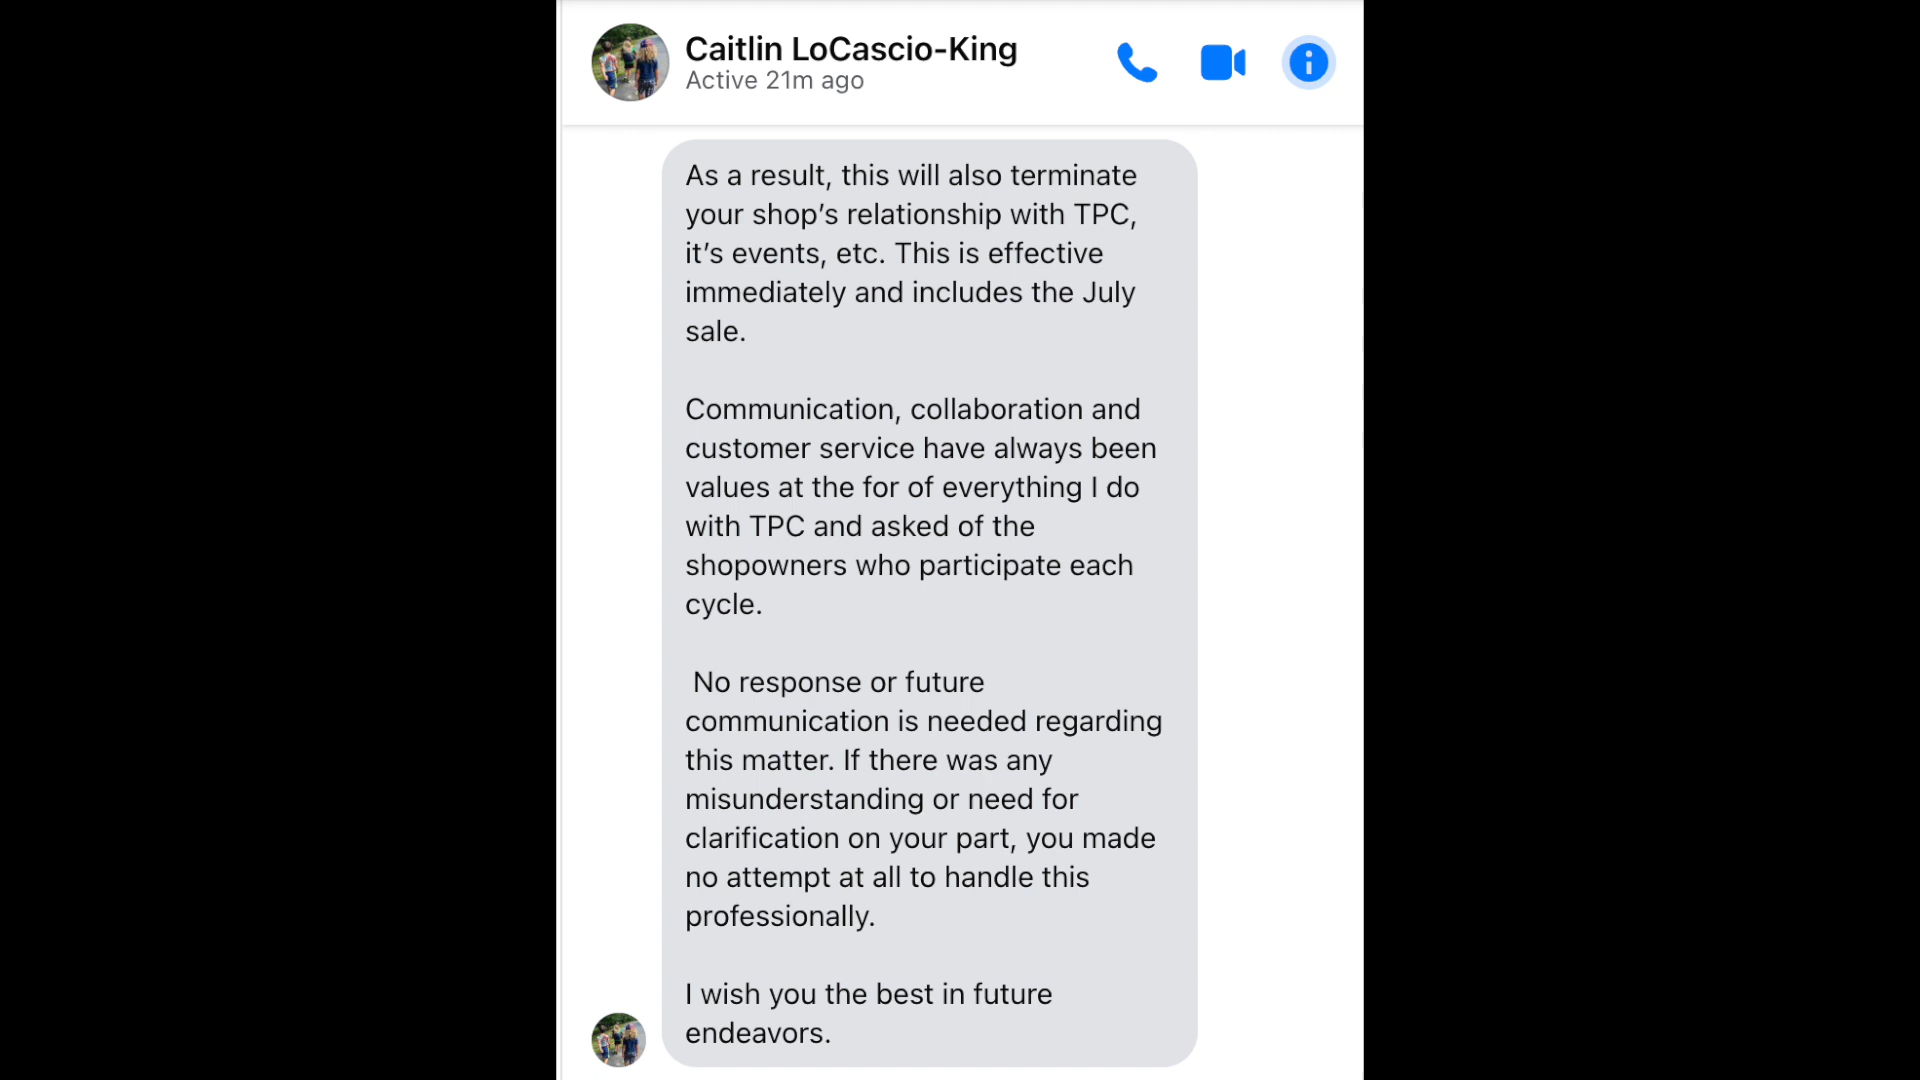 Caitlin LoCascio-King
Active 21m ago
As a result, this will also terminate
your shop’s relationship with TPC,
it’s events, etc. This is effective
immediately and includes the July
sale.
Communication, collaboration and
customer service have always been
values at the for of everything I do
with TPC and asked of the
shopowners who participate each
cycle.
No response or future
communication is needed regarding
this matter. If there was any
misunderstanding or need for
clarification on your part, you made
no attempt at all to handle this
professionally.
I wish you the best in future
endeavors.